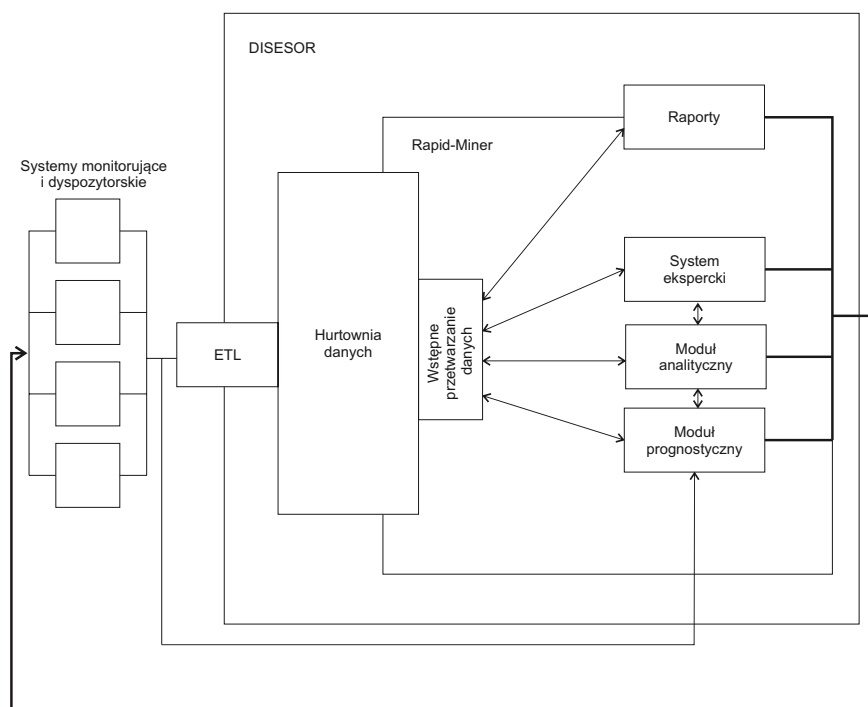 DISESOR
Raporty
Rapid-Miner
Systemy monitorujące
i dyspozytorskie
System
ekspercki
Hurtownia
danych
Wstępne
przetwarzanie
danych
ETL
Moduł
analityczny
Moduł
prognostyczny